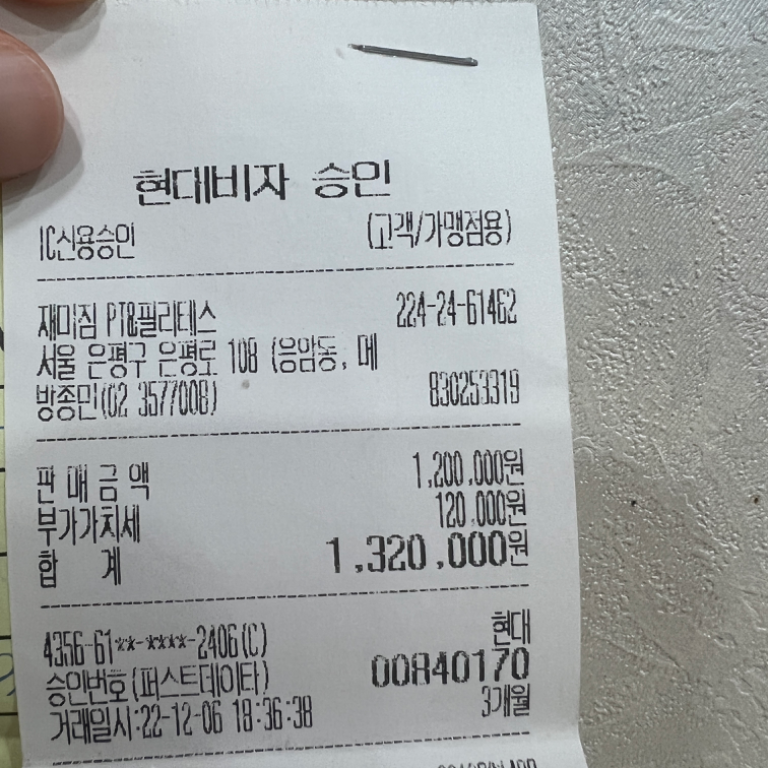 현대비자 승인
IC신용승인 (고객/가맹점용)
재미짐 PT&필라테스 224-24-61462
서울 은평구 은평로 108 (응암동, 메
방종민(02 3577008) 830253319
판 매 금 액 1,200,000원
부가가치세 120,000원
합 계 1,320,000원
4356-61**-****-2406(C) 현대
승인번호(퍼스트데이타) 00840170
거래일시:22-12-06 18:36:38 3개월